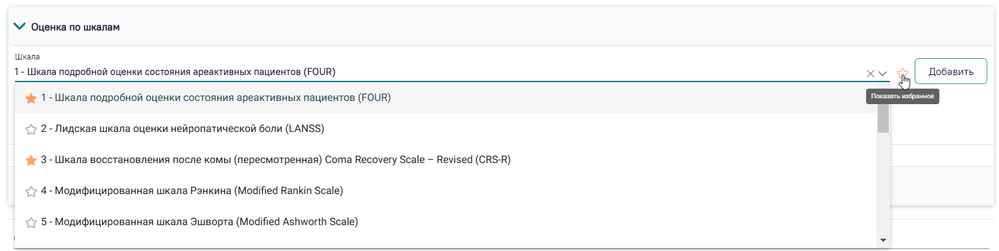 Оценка по шкалам
Шкала
1 - Шкала подробной оценки состояния ареактивных пациентов (FOUR)
Добавить
Показать избранное
1 - Шкала подробной оценки состояния ареактивных пациентов (FOUR)
2 - Лидская шкала оценки нейропатической боли (LANSS)
3 - Шкала восстановления после комы (пересмотренная) Coma Recovery Scale – Revised (CRS-R)
4 - Модифицированная шкала Рэнкина (Modified Rankin Scale)
5 - Модифицированная шкала Эшворта (Modified Ashworth Scale)